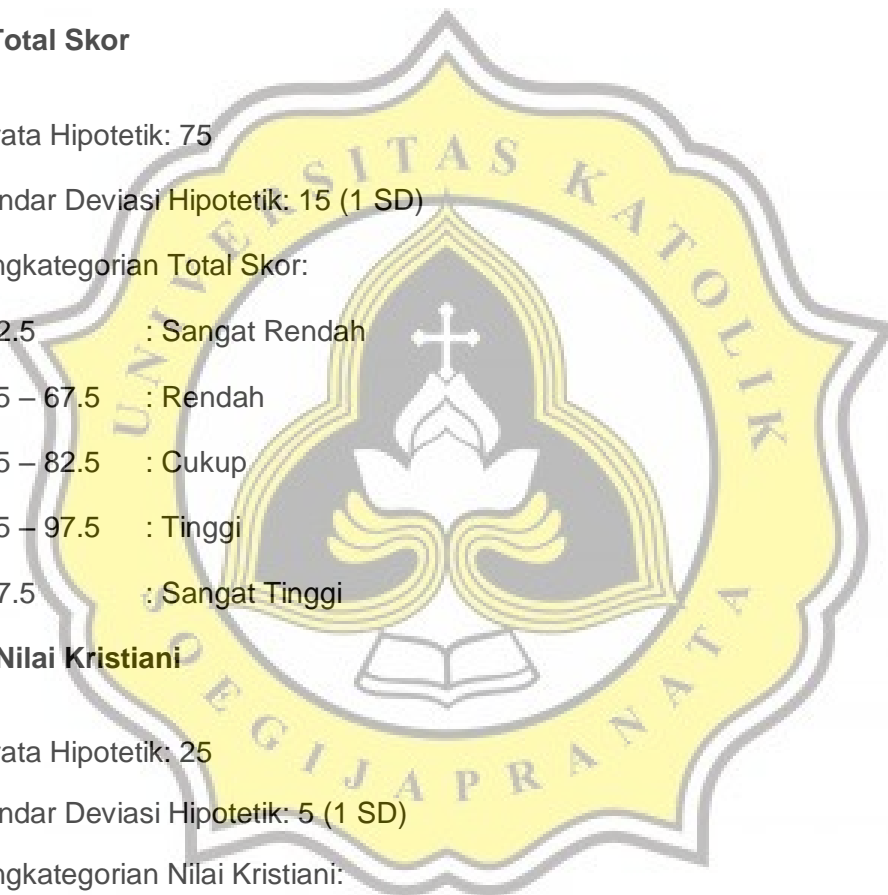 Total Skor
rata Hipotetik: 75
ndar Deviasi Hipotetik: 15 (1 SD)
ngkategorian Total Skor:
2.5 : Sangat Rendah
5 – 67.5 : Rendah
5 – 82.5 : Cukup
5 – 97.5 : Tinggi
7.5 : Sangat Tinggi
Nilai Kristiani
rata Hipotetik: 25
ndar Deviasi Hipotetik: 5 (1 SD)
ngkategorian Nilai Kristiani:
UNIVERSITAS KATOLIK
SOEGIJAPRANATA